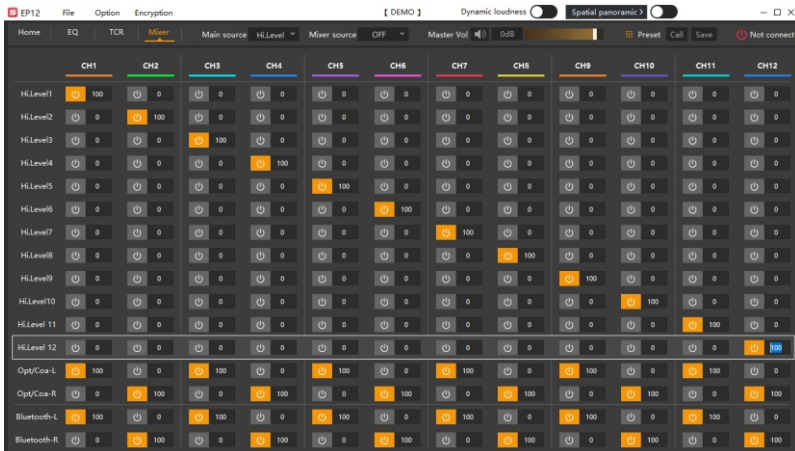 S EP12 File Option Encryption [ DEMO ] Dynamic loudness Spatial panoramic >
Home EQ TCR Mixer Main source Hi.Level Mixer source OFF Master Vol 0dB Preset Call Save Not connect
CH1 CH2 CH3 CH4 CH5 CH6 CH7 CH8 CH9 CH10 CH11 CH12
Hi.Level1 100 0 0 0 0 0 0 0 0 0 0 0
Hi.Level2 0 100 0 0 0 0 0 0 0 0 0 0
Hi.Level3 0 0 100 0 0 0 0 0 0 0 0 0
Hi.Level4 0 0 0 100 0 0 0 0 0 0 0 0
Hi.Level5 0 0 0 0 100 0 0 0 0 0 0 0
Hi.Level6 0 0 0 0 0 100 0 0 0 0 0 0
Hi.Level7 0 0 0 0 0 0 100 0 0 0 0 0
Hi.Level8 0 0 0 0 0 0 0 100 0 0 0 0
Hi.Level9 0 0 0 0 0 0 0 0 100 0 0 0
Hi.Level10 0 0 0 0 0 0 0 0 0 100 0 0
Hi.Level 11 0 0 0 0 0 0 0 0 0 0 100 0
Hi.Level 12 0 0 0 0 0 0 0 0 0 0 0 100
Opt/Coa-L 100 0 100 0 100 0 100 0 100 0 100 0
Opt/Coa-R 0 100 0 100 0 100 0 100 0 100 0 100
Bluetooth-L 100 0 100 0 100 0 100 0 100 0 100 0
Bluetooth-R 0 100 0 100 0 100 0 100 0 100 0 100